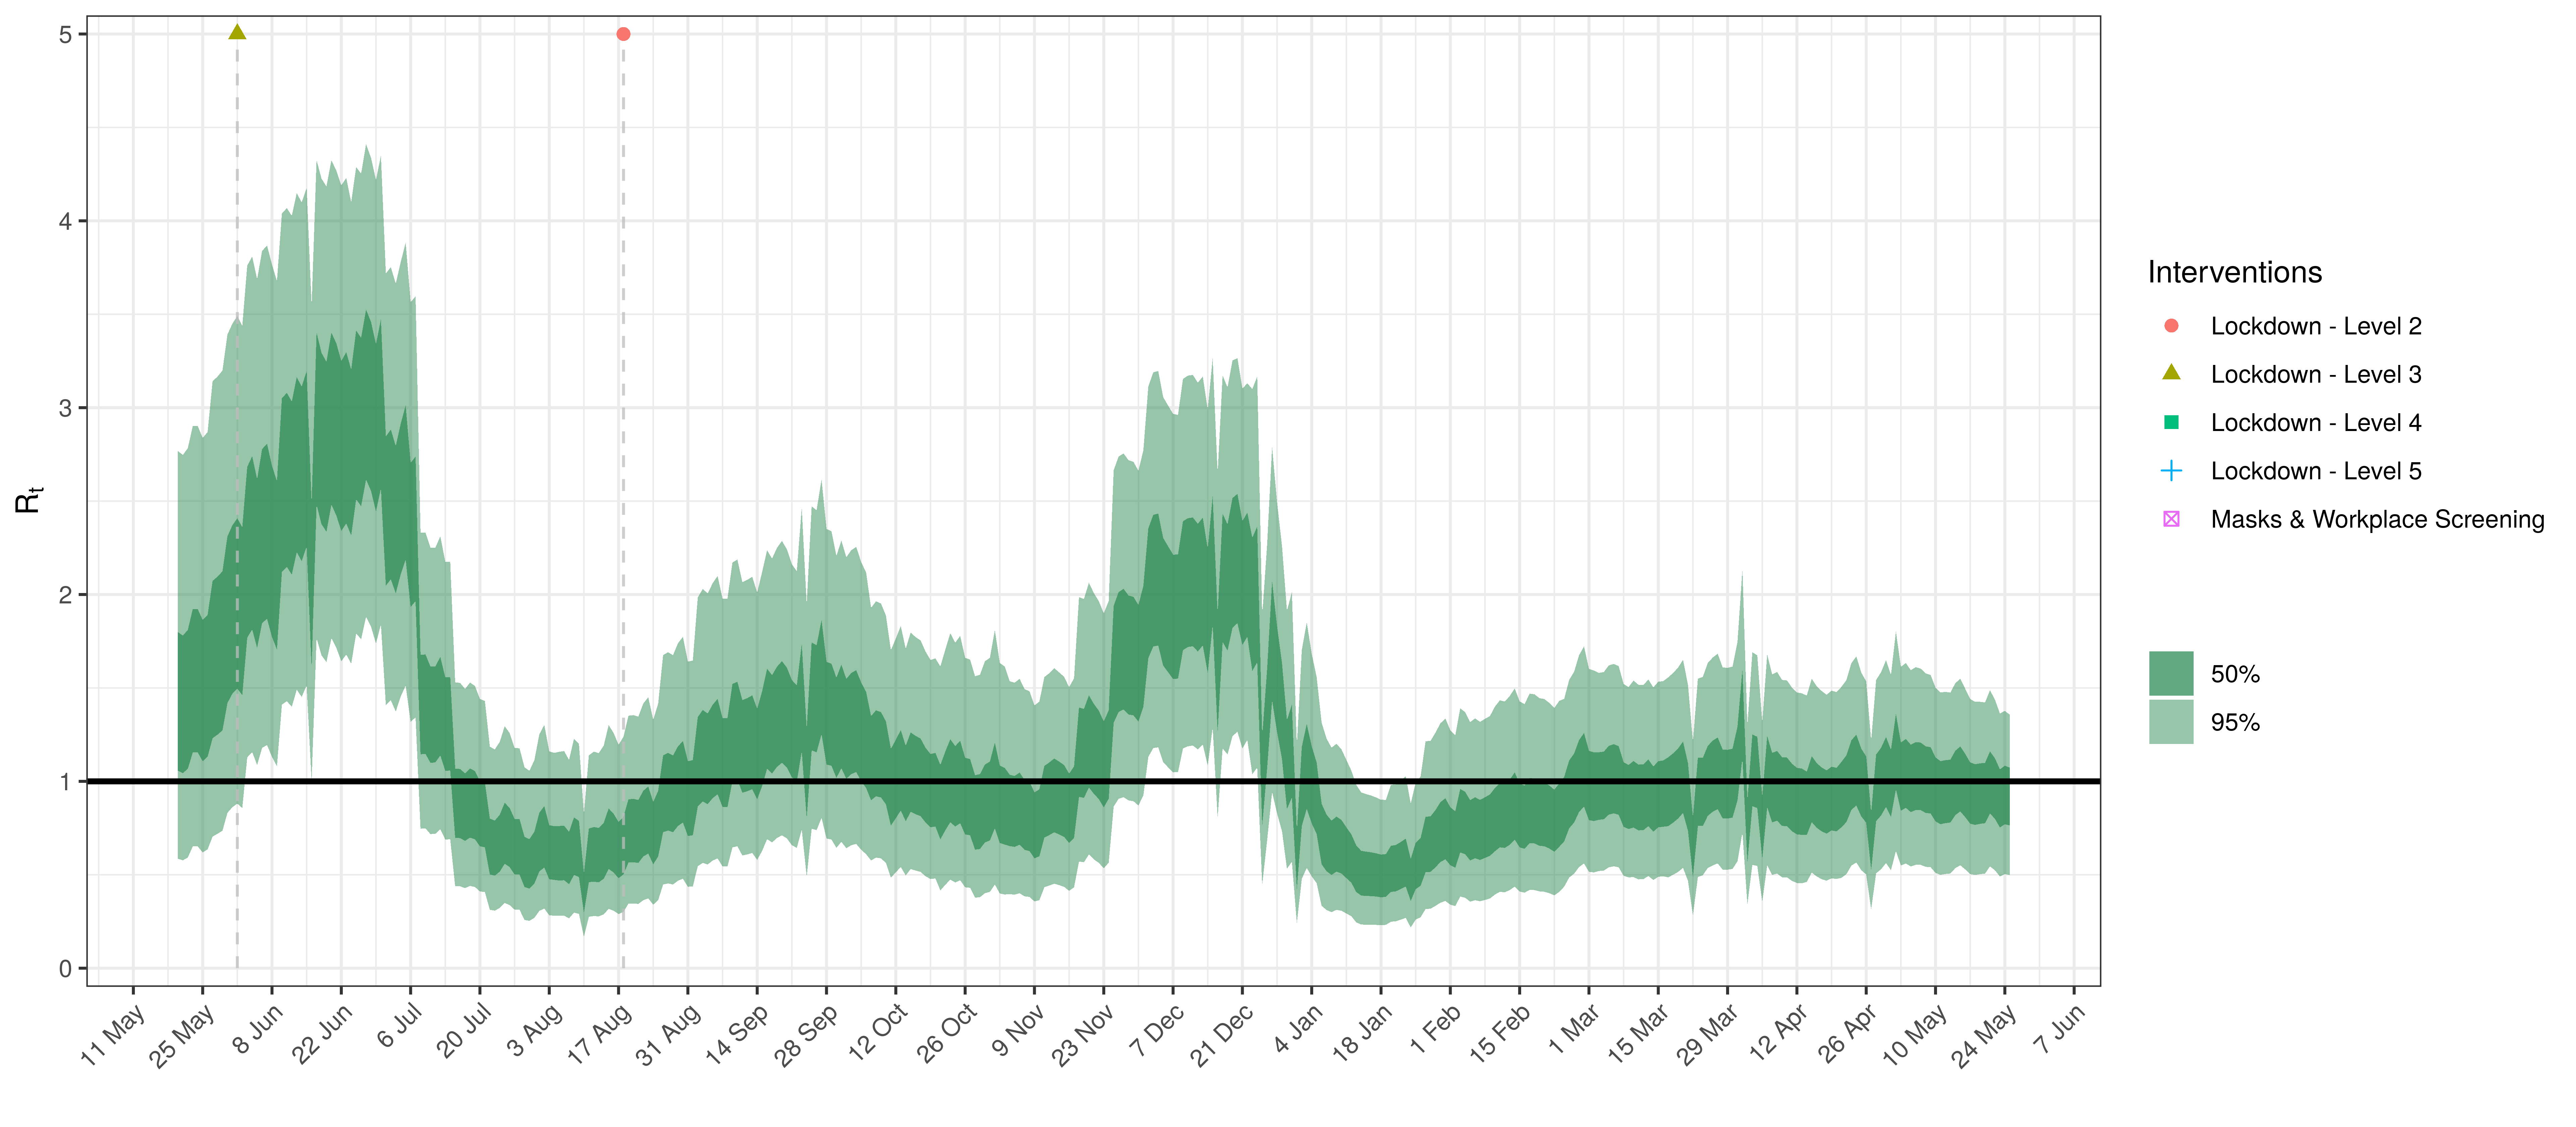 5
4
3
2
1
0
Rt
11 May
25 May
8 Jun
22 Jun
6 Jul
20 Jul
3 Aug
17 Aug
31 Aug
14 Sep
28 Sep
12 Oct
26 Oct
9 Nov
23 Nov
7 Dec
21 Dec
4 Jan
18 Jan
1 Feb
15 Feb
1 Mar
15 Mar
29 Mar
12 Apr
26 Apr
10 May
24 May
7 Jun
Interventions
Lockdown - Level 2
Lockdown - Level 3
Lockdown - Level 4
Lockdown - Level 5
Masks & Workplace Screening
50%
95%